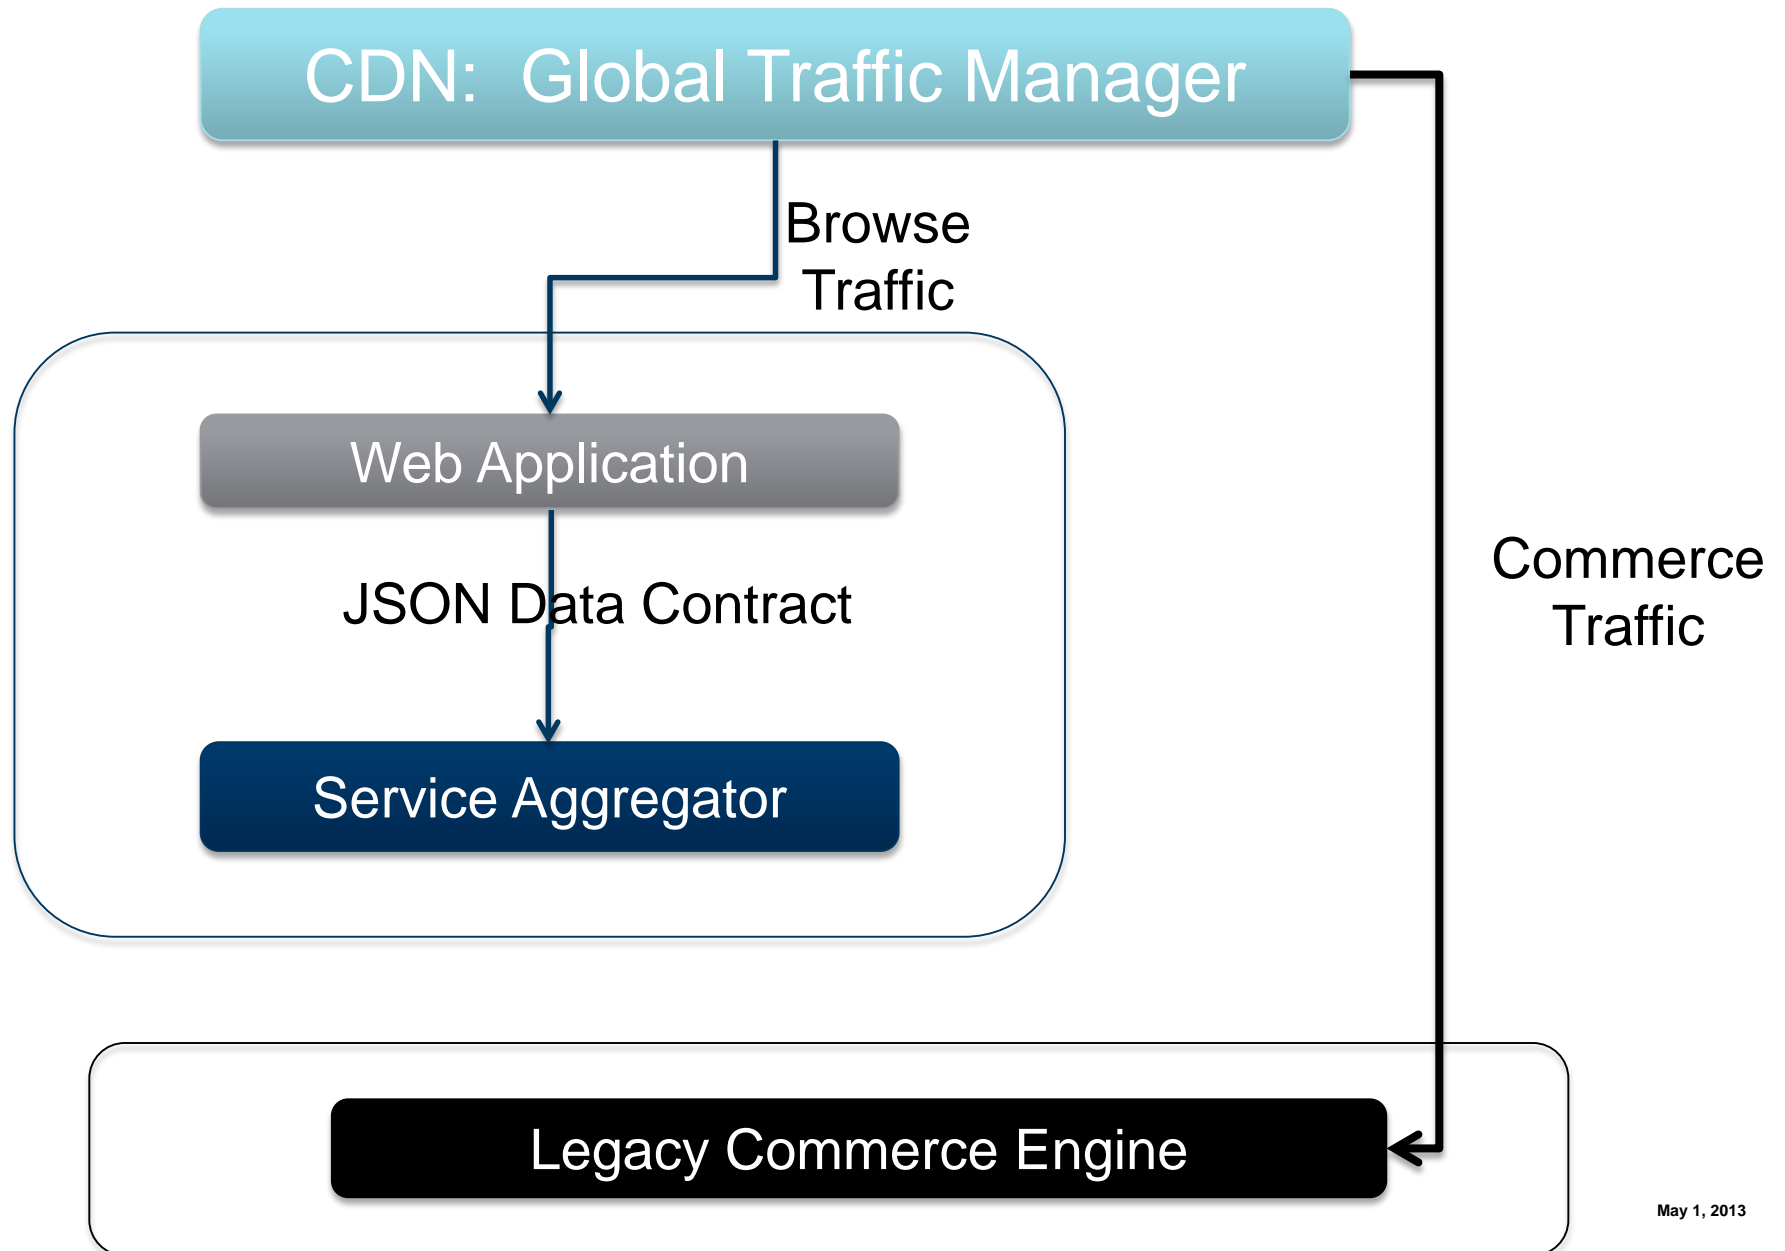 CDN:  Global Traffic Manager
Browse
Traffic
Web Application
JSON Data Contract
Commerce
Traffic
Service Aggregator
Legacy Commerce Engine
May 1, 2013